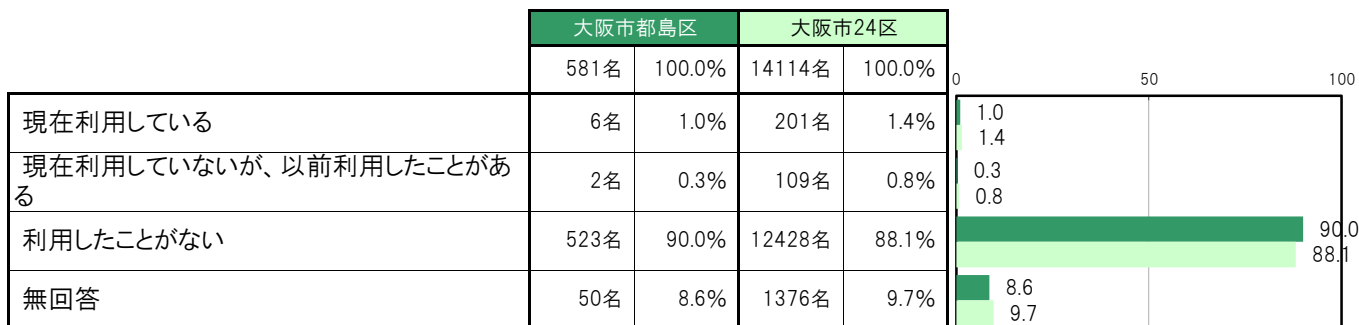 大阪市都島区 大阪市24区
581名 100.0% 14114名 100.0%
0 50 100
現在利用している 6名 1.0% 201名 1.4%
1.0
1.4
現在利用していないが、以前利用したことがあ
る
2名 0.3% 109名 0.8%
0.3
0.8
利用したことがない 523名 90.0% 12428名 88.1%
90.0
88.1
無回答 50名 8.6% 1376名 9.7%
8.6
9.7